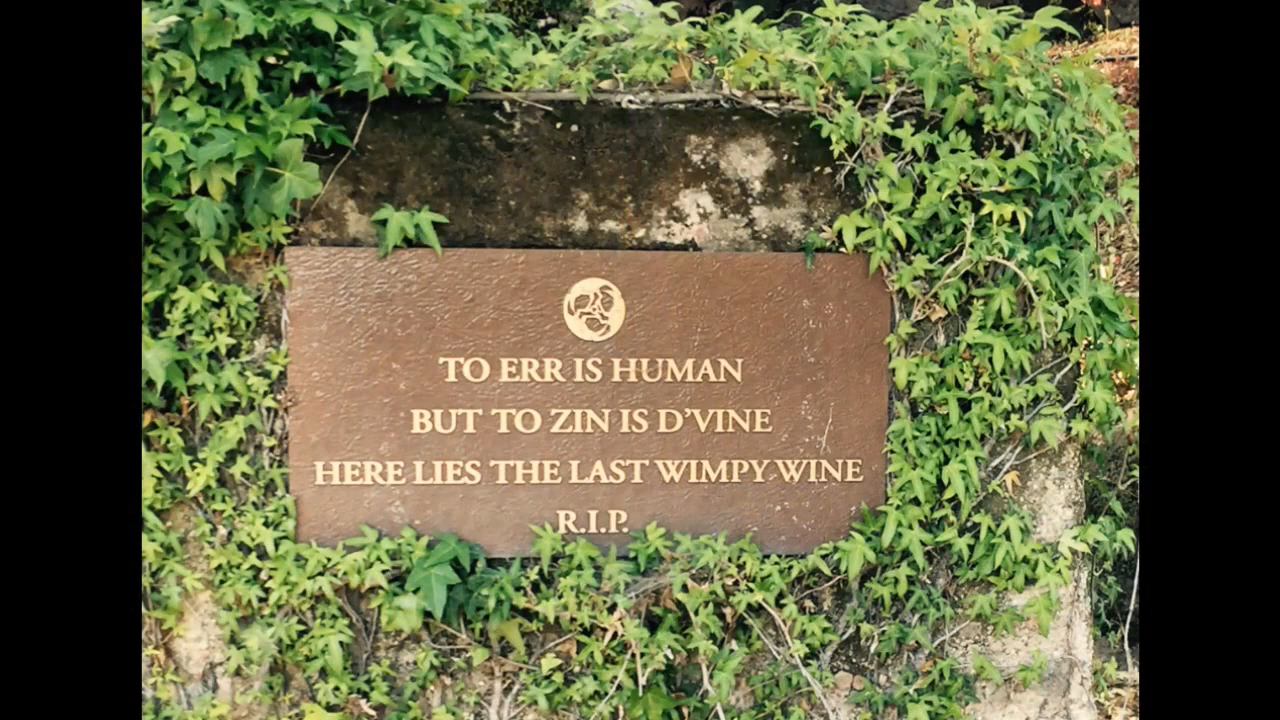 TO ERR IS HUMAN
BUT TO ZIN IS D’VINE
HERE LIES THE LAST WIMPY WINE
R.I.P.